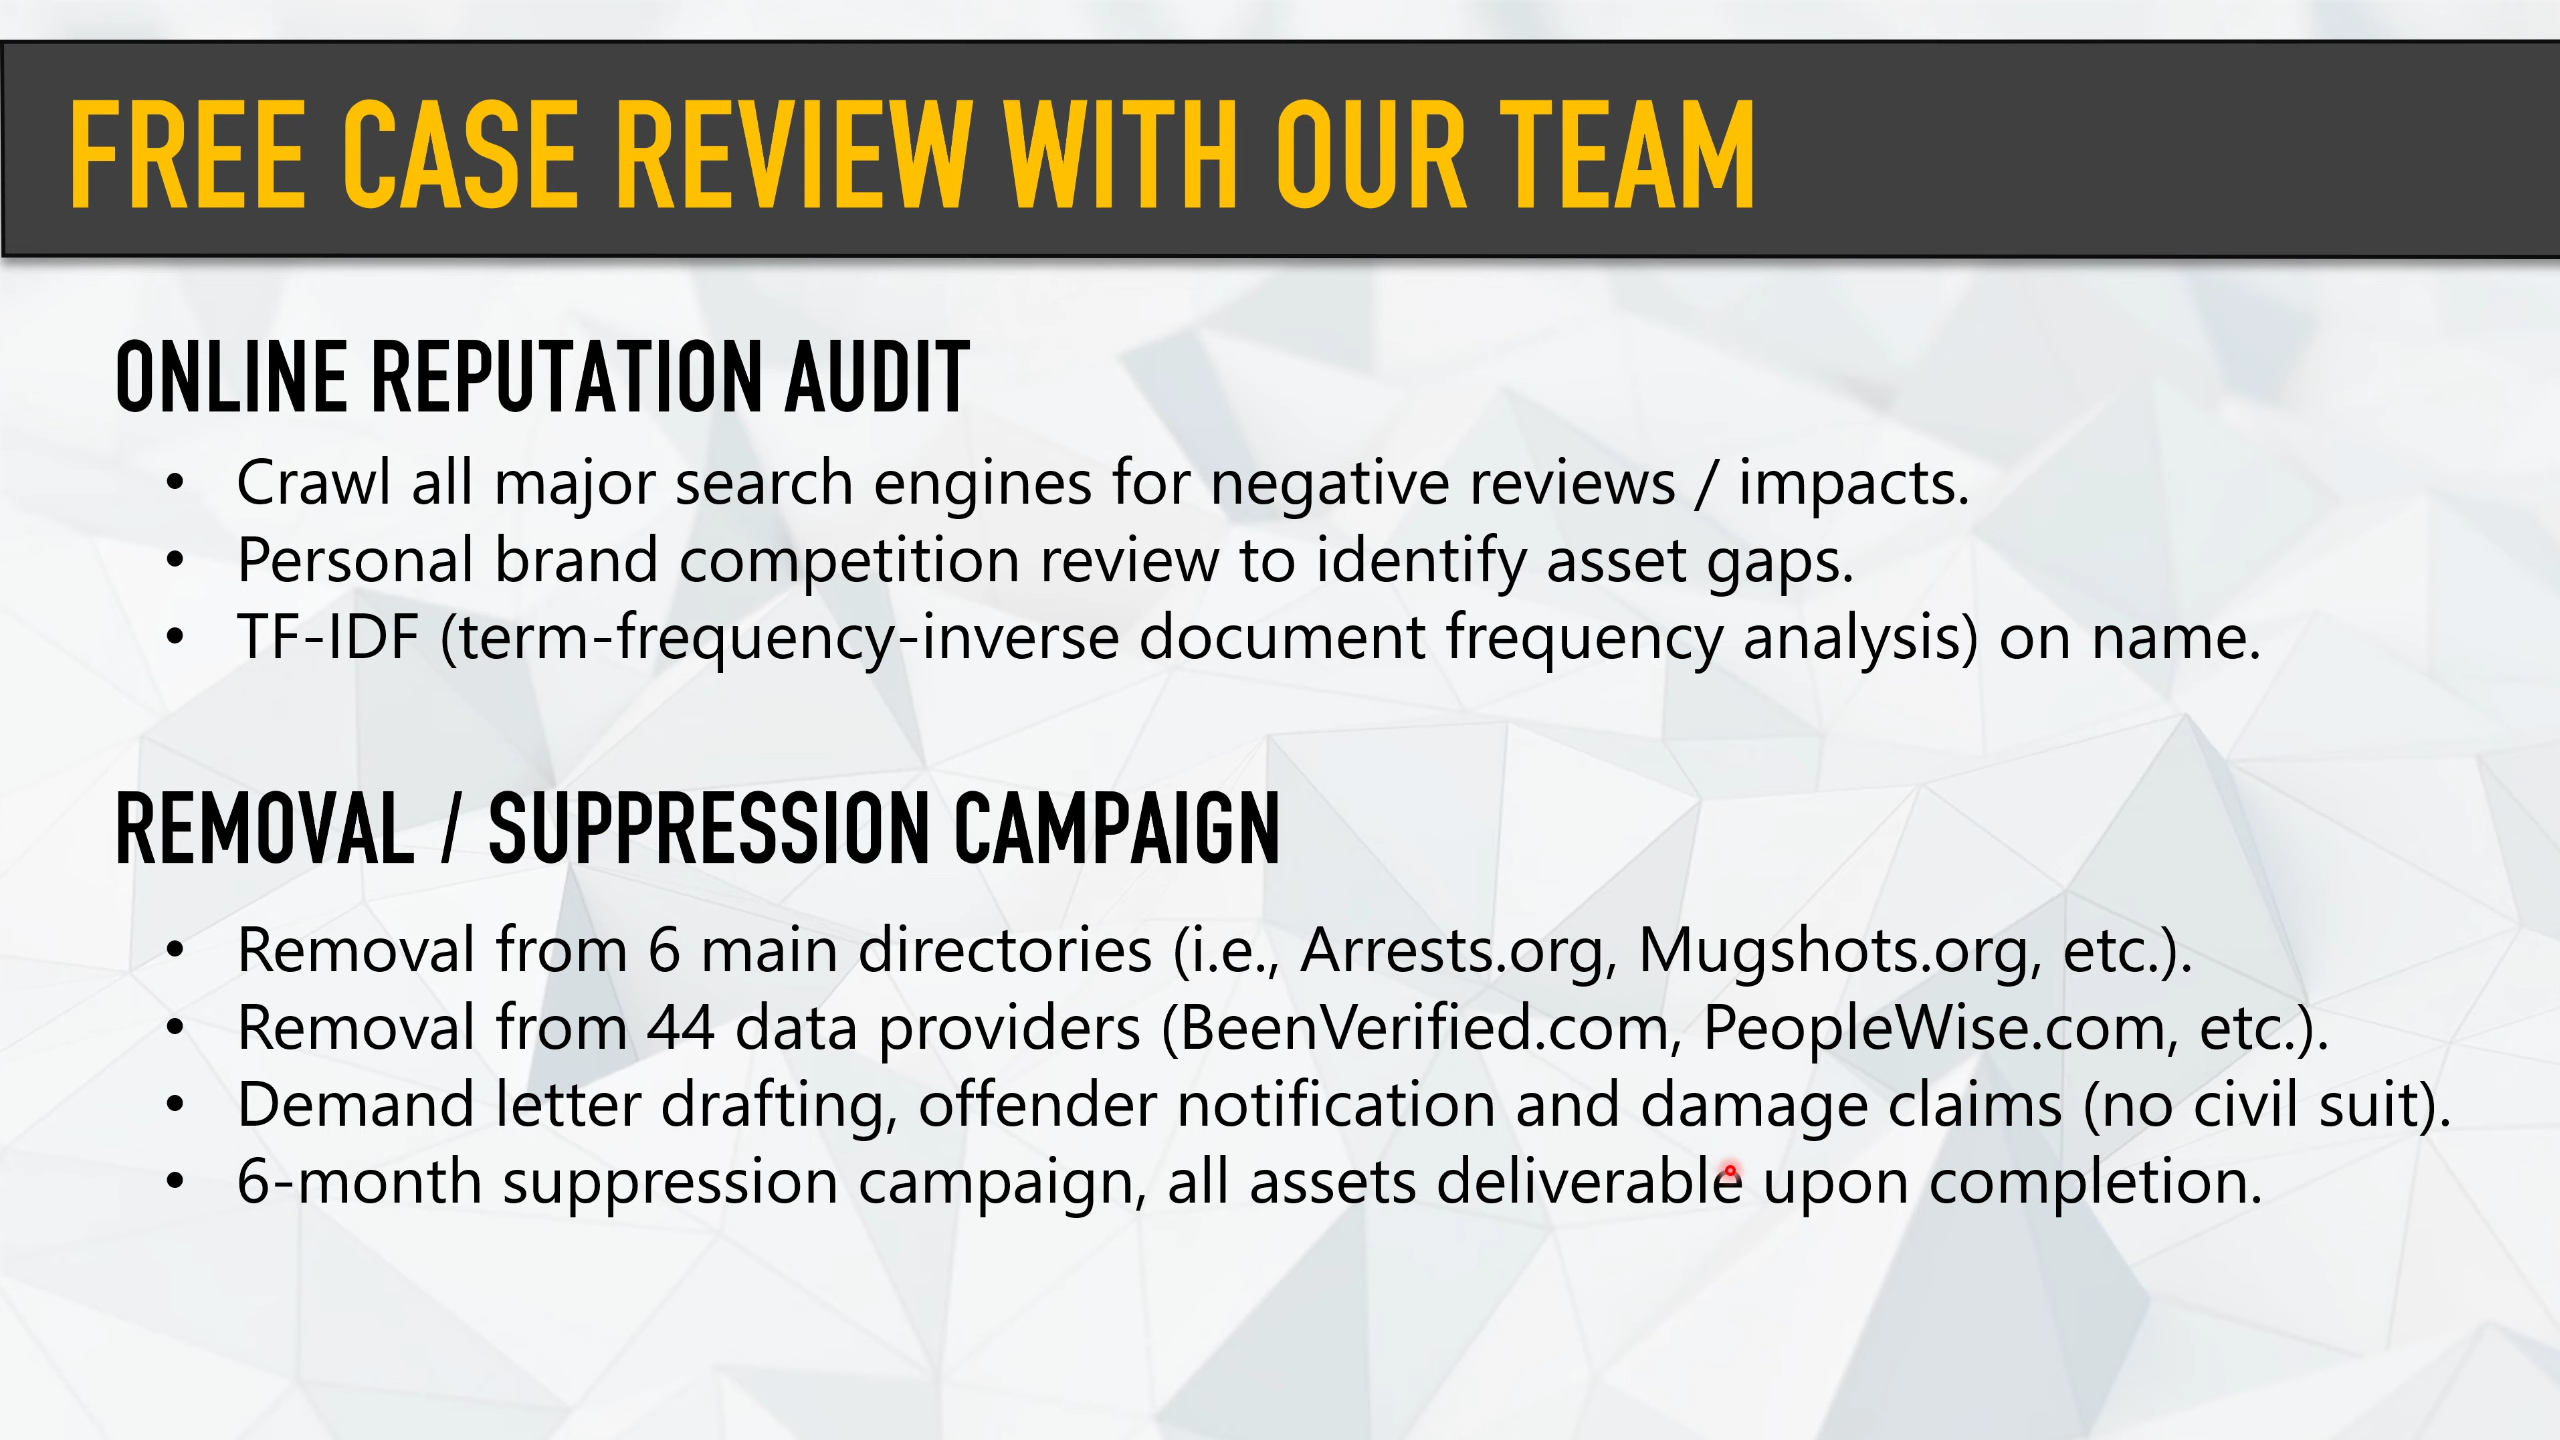 FREE CASE REVIEW WITH OUR TEAM
ONLINE REPUTATION AUDIT
• Crawl all major search engines for negative reviews / impacts.
• Personal brand competition review to identify asset gaps.
• TF-IDF (term-frequency-inverse document frequency analysis) on name.
REMOVAL / SUPPRESSION CAMPAIGN
• Removal from 6 main directories (i.e., Arrests.org, Mugshots.org, etc.).
• Removal from 44 data providers (BeenVerified.com, PeopleWise.com, etc.).
• Demand letter drafting, offender notification and damage claims (no civil suit).
• 6-month suppression campaign, all assets deliverable upon completion.